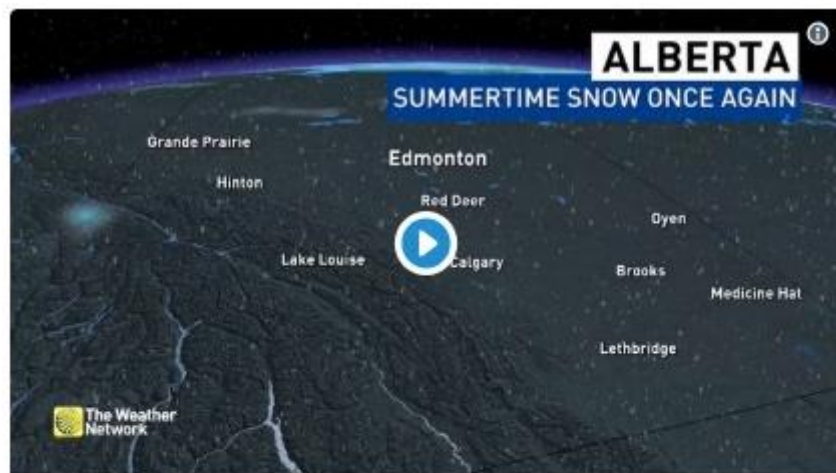 ALBERTA
SUMMERTIME SNOW ONCE AGAIN
Grande Prairie
Edmonton
Hinton
Red Deer
Oyen
Lake Louise
Calgary
Brooks
Medicine Hat
Lethbridge
The Weather
Network